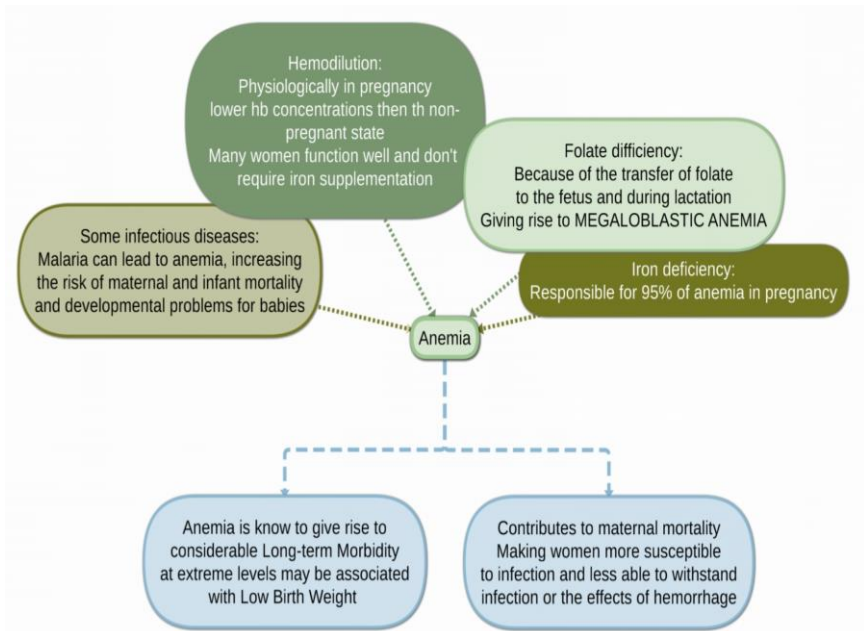 Hemodilution:
Physiologically in pregnancy
lower hb concentrations then th non-
pregnant state
Many women function well and don't
require iron supplementation
Folate difficiency:
Because of the transfer of folate
to the fetus and during lactation
Giving rise to MEGALOBLASTIC ANEMIA
Some infectious diseases:
Malaria can lead to anemia, increasing
the risk of maternal and infant mortality
and developmental problems for babies
Iron deficiency:
Responsible for 95% of anemia in pregnancy
Anemia
Anemia is know to give rise to
considerable Long-term Morbidity
at extreme levels may be associated
with Low Birth Weight
Contributes to maternal mortality
Making women more susceptible
to infection and less able to withstand
infection or the effects of hemorrhage